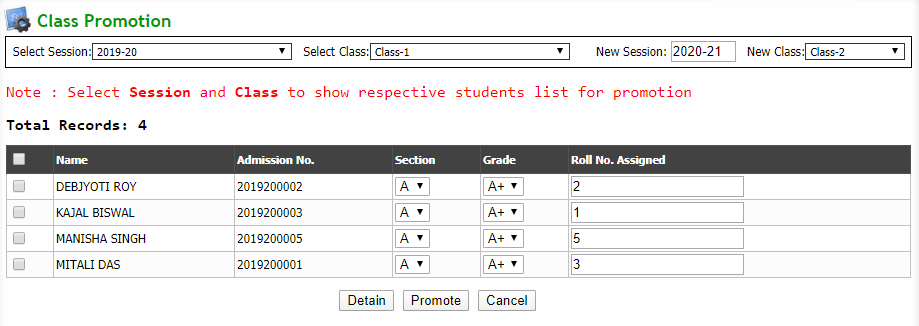 Class Promotion
Select Session: 2019-20 Select Class: Class-1 New Session: 2020-21 New Class: Class-2
Note : Select Session and Class to show respective students list for promotion
Total Records: 4
Name Admission No. Section Grade Roll No. Assigned
DEBJYOTI ROY 2019200002 A A+ 2
KAJAL BISWAL 2019200003 A A+ 1
MANISHA SINGH 2019200005 A A+ 5
MITALI DAS 2019200001 A A+ 3
Detain Promote Cancel